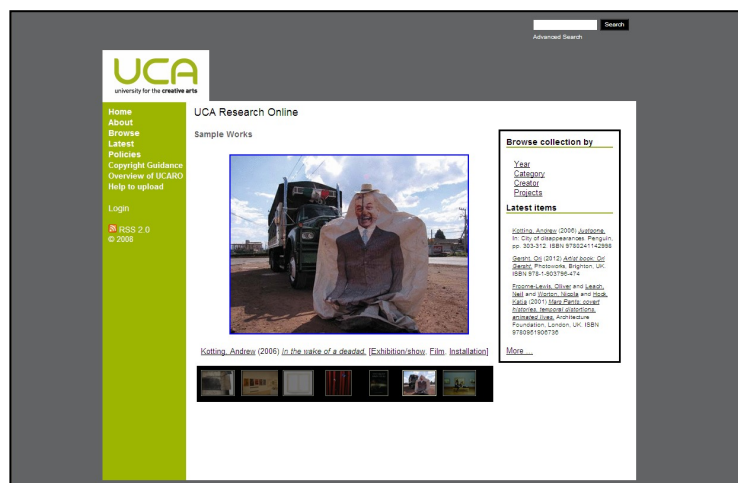 Search
Advanced Search
UCA
university for the creative arts
Home
About
Browse
Latest
Policies
Copyright Guidance
Overview of UCARO
Help to upload
Login
RSS 2.0
© 2008
UCA Research Online
Sample Works
Kotting, Andrew (2006) In the wake of a deadad. [Exhibition/show, Film, Installation]
Browse collection by
Year
Category
Creator
Projects
Latest items
Kotting, Andrew (2006) Justgone.
In: City of disappearances. Penguin,
pp. 303-312. ISBN 9780241142998
Gersht, Ori (2012) Artist book, Ori
Gersht. Photoworks, Brighton, UK.
ISBN 978-1-903796-474
Froome-Lewis, Oliver and Leach,
Neil and Worton, Nicola and Hock,
Katja (2001) Mars Pants: covert
histories, temporal distortions,
animated lives. Architecture
Foundation, London, UK. ISBN
9780951906736
More ...